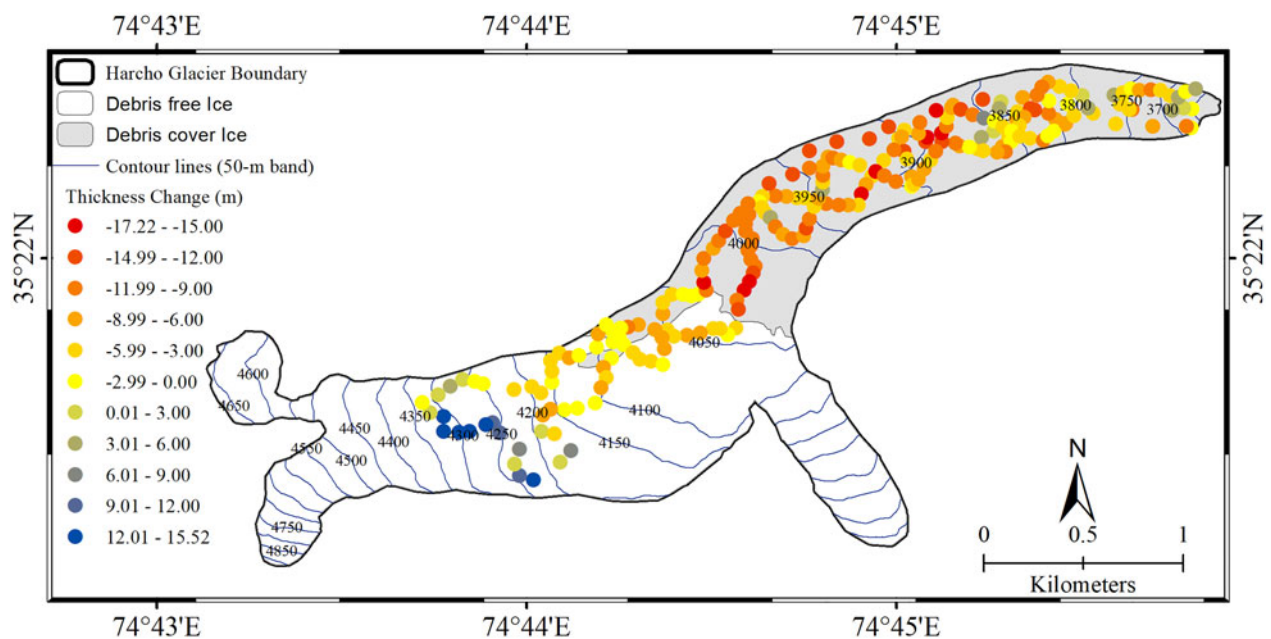 74°43'E 74°44'E 74°45'E
Harcho Glacier Boundary
Debris free Ice
Debris cover Ice
Contour lines (50-m band)
Thickness Change (m)
-17.22 - -15.00
-14.99 - -12.00
-11.99 - -9.00
-8.99 - -6.00
-5.99 - -3.00
-2.99 - 0.00
0.01 - 3.00
3.01 - 6.00
6.01 - 9.00
9.01 - 12.00
12.01 - 15.52
35°22'N
35°22'N
3800
3750
3700
3850
3900
3950
4000
4050
4600
4650
4100
4350
4200
4450
4300
4250
4400
4150
4550
4500
4750
4850
N
0 0.5 1
Kilometers
74°43'E 74°44'E 74°45'E